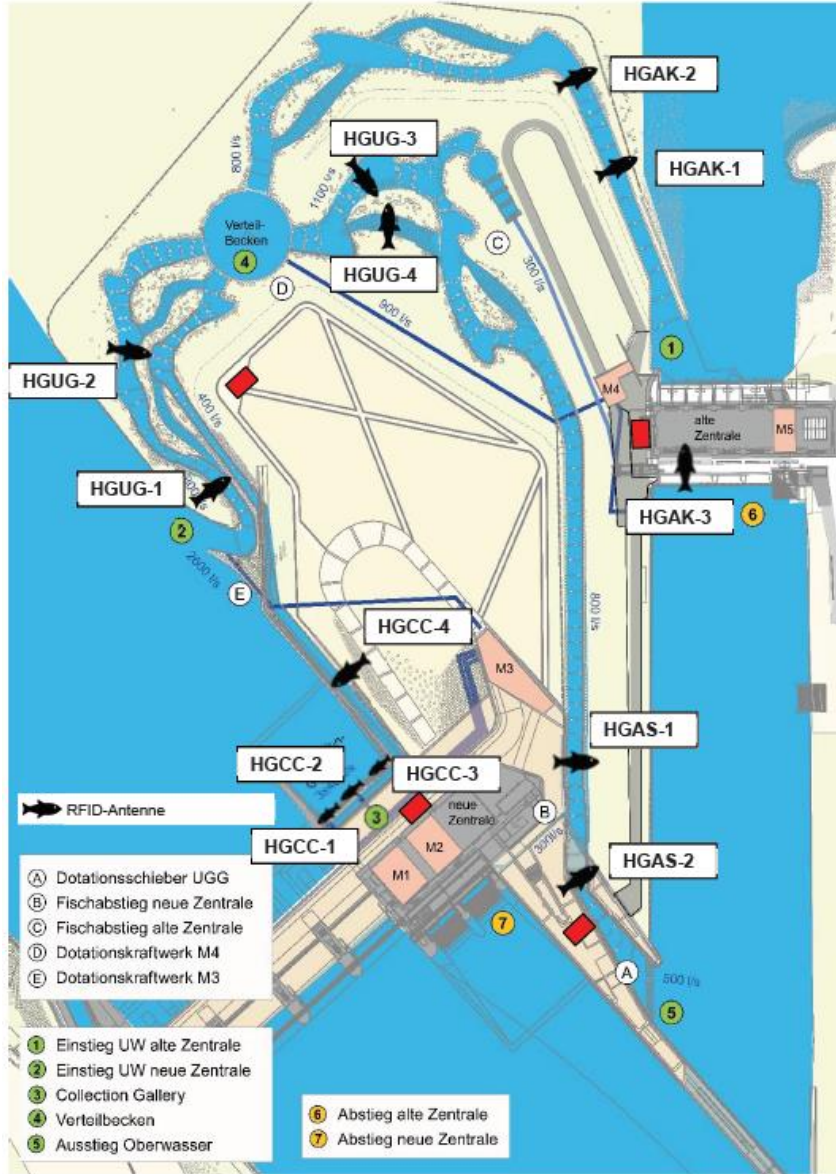 HGAK-2
HGUG-3
HGAK-1
800 l/s
1100 l/s
Verteil-
Becken
4
C
HGUG-4
D
300 l/s
900 l/s
1
HGUG-2
M4
alte
Zentrale
M5
400 l/s
HGUG-1
HGAK-3
6
2
2600 l/s
E
800 l/s
HGCC-4
M3
HGAS-1
HGCC-2
HGCC-3
neue
Zentrale
B
RFID-Antenne
3
HGCC-1
M2
300l/s
HGAS-2
M1
A Dotationsschieber UGG
B Fischabstieg neue Zentrale
C Fischabstieg alte Zentrale
D Dotationskraftwerk M4
E Dotationskraftwerk M3
7
A
500 l/s
5
1 Einstieg UW alte Zentrale
2 Einstieg UW neue Zentrale
3 Collection Gallery
4 Verteilbecken
5 Ausstieg Oberwasser
6 Abstieg alte Zentrale
7 Abstieg neue Zentrale